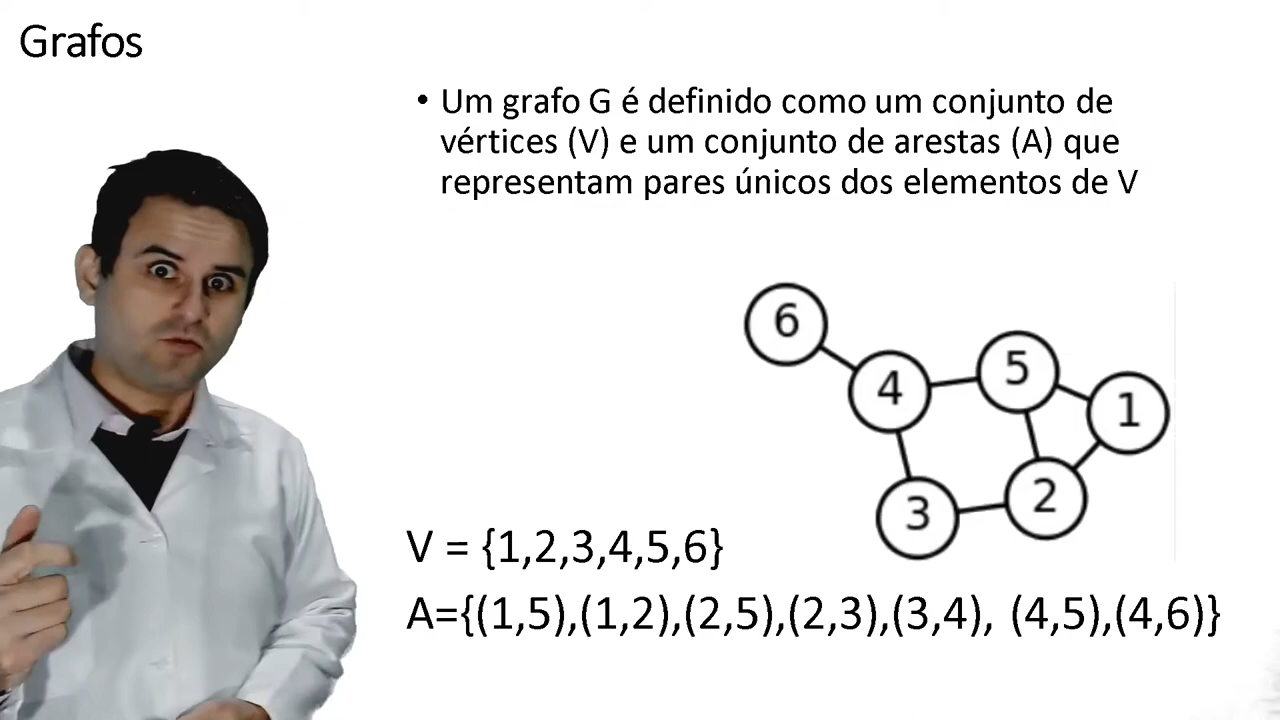 Grafos
• Um grafo G é definido como um conjunto de
vértices (V) e um conjunto de arestas (A) que
representam pares únicos dos elementos de V
6
4
5
1
3
2
V = {1,2,3,4,5,6}
A={(1,5),(1,2),(2,5),(2,3),(3,4), (4,5),(4,6)}